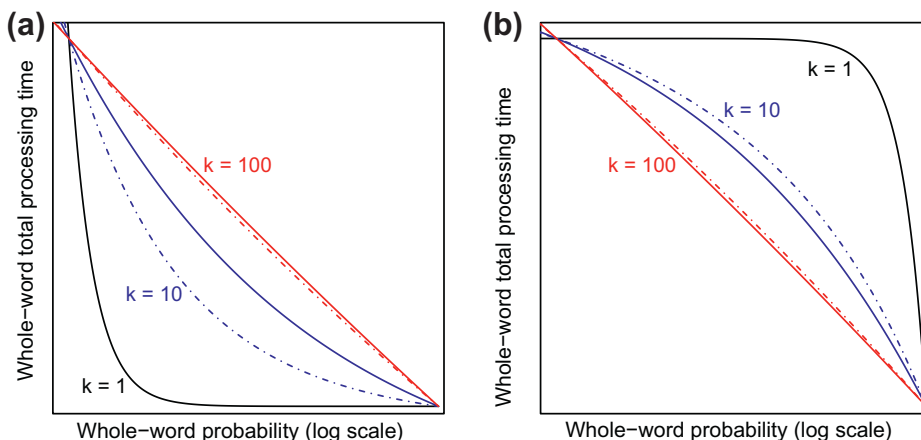 (a)
Whole−word total processing time
k = 100
k = 10
k = 1
Whole−word probability (log scale)
(b)
Whole−word total processing time
k = 1
k = 10
k = 100
Whole−word probability (log scale)